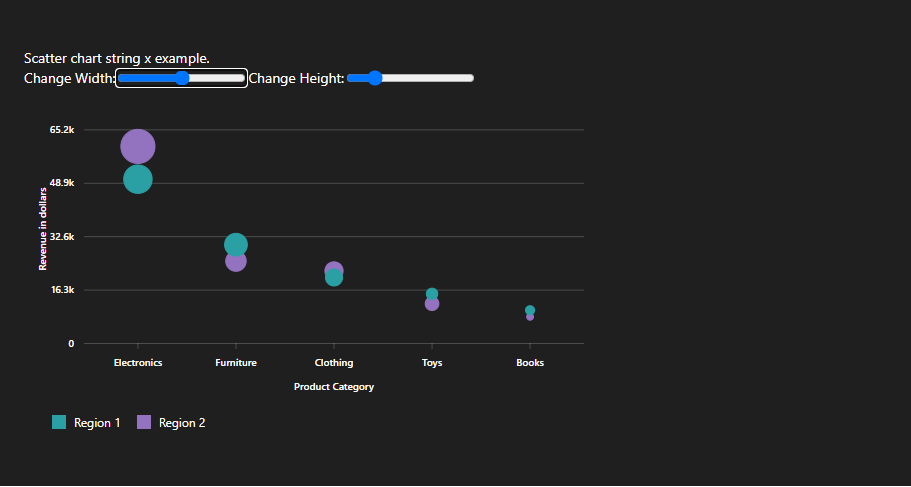 Scatter chart string x example.
Change Width: Change Height:
65.2k
48.9k
32.6k
16.3k
0
Revenue in dollars
Electronics Furniture Clothing Toys Books
Product Category
Region 1 Region 2